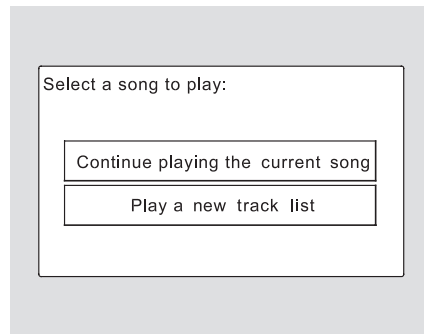 Select a song to play:
Continue playing the current song
Play a new track list